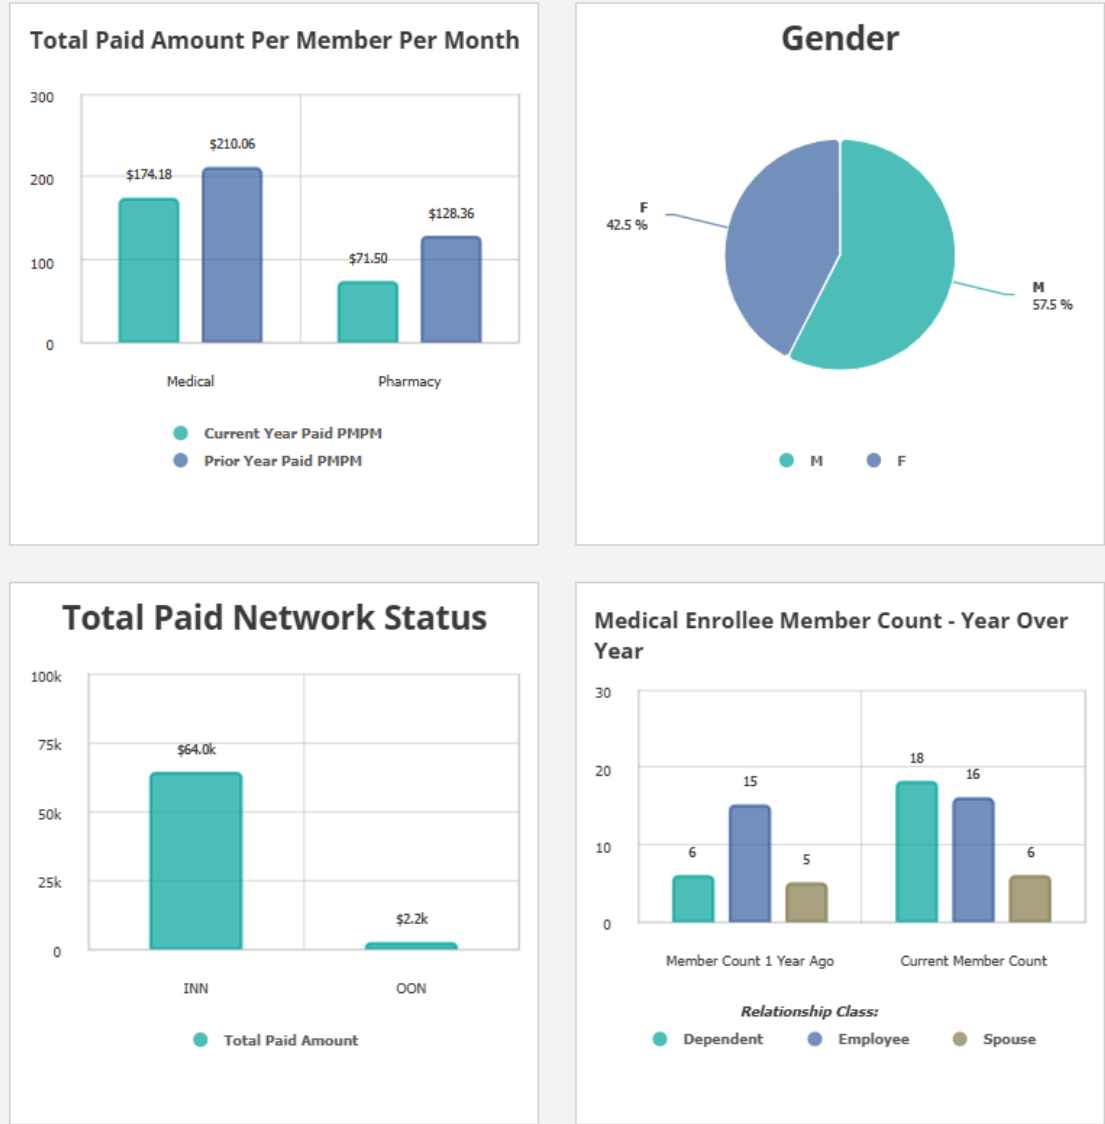 Total Paid Amount Per Member Per Month
300
200
100
0
$174.18
$210.06
$71.50
$128.36
Medical
Pharmacy
Current Year Paid PMPM
Prior Year Paid PMPM
Gender
F
42.5 %
M
57.5 %
M
F
Total Paid Network Status
100k
75k
50k
25k
0
$64.0k
$2.2k
INN
OON
Total Paid Amount
Medical Enrollee Member Count - Year Over
Year
30
20
10
0
6
15
5
18
16
6
Member Count 1 Year Ago
Current Member Count
Relationship Class:
Dependent
Employee
Spouse